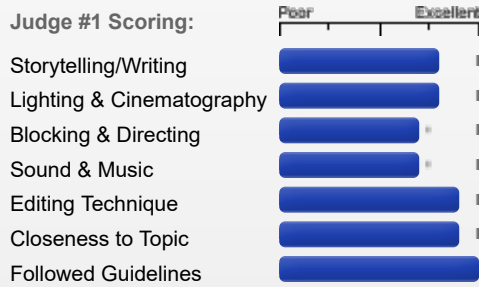 Judge #1 Scoring:
Poor Excellent
Storytelling/Writing
Lighting & Cinematography
Blocking & Directing
Sound & Music
Editing Technique
Closeness to Topic
Followed Guidelines